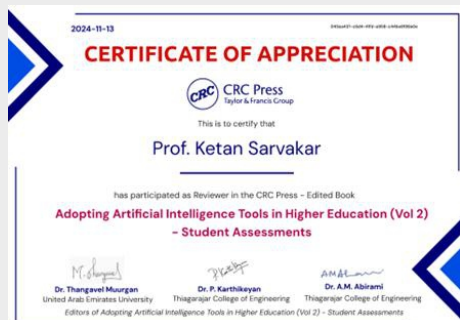 2024-11-13
CERTIFICATE OF APPRECIATION
CRC CRC Press
Taylor & Francis Group
This is to certify that
Prof. Ketan Sarvakar
has participated as Reviewer in the CRC Press - Edited Book
Adopting Artificial Intelligence Tools in Higher Education (Vol 2)
- Student Assessments
Dr. Thangavel Muurgan
United Arab Emirates University
Dr. P. Karthikeyan
Thiagarajar College of Engineering
Dr. A.M. Abirami
Thiagarajar College of Engineering
Editors of Adopting Artificial Intelligence Tools in Higher Education (Vol 2) - Student Assessments